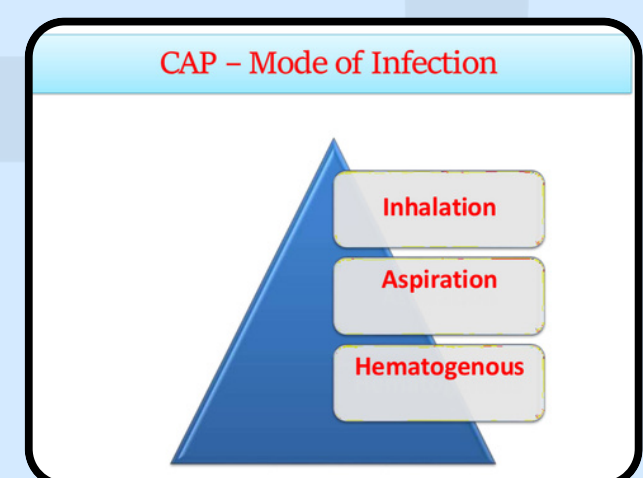 CAP – Mode of Infection
Inhalation
Aspiration
Hematogenous